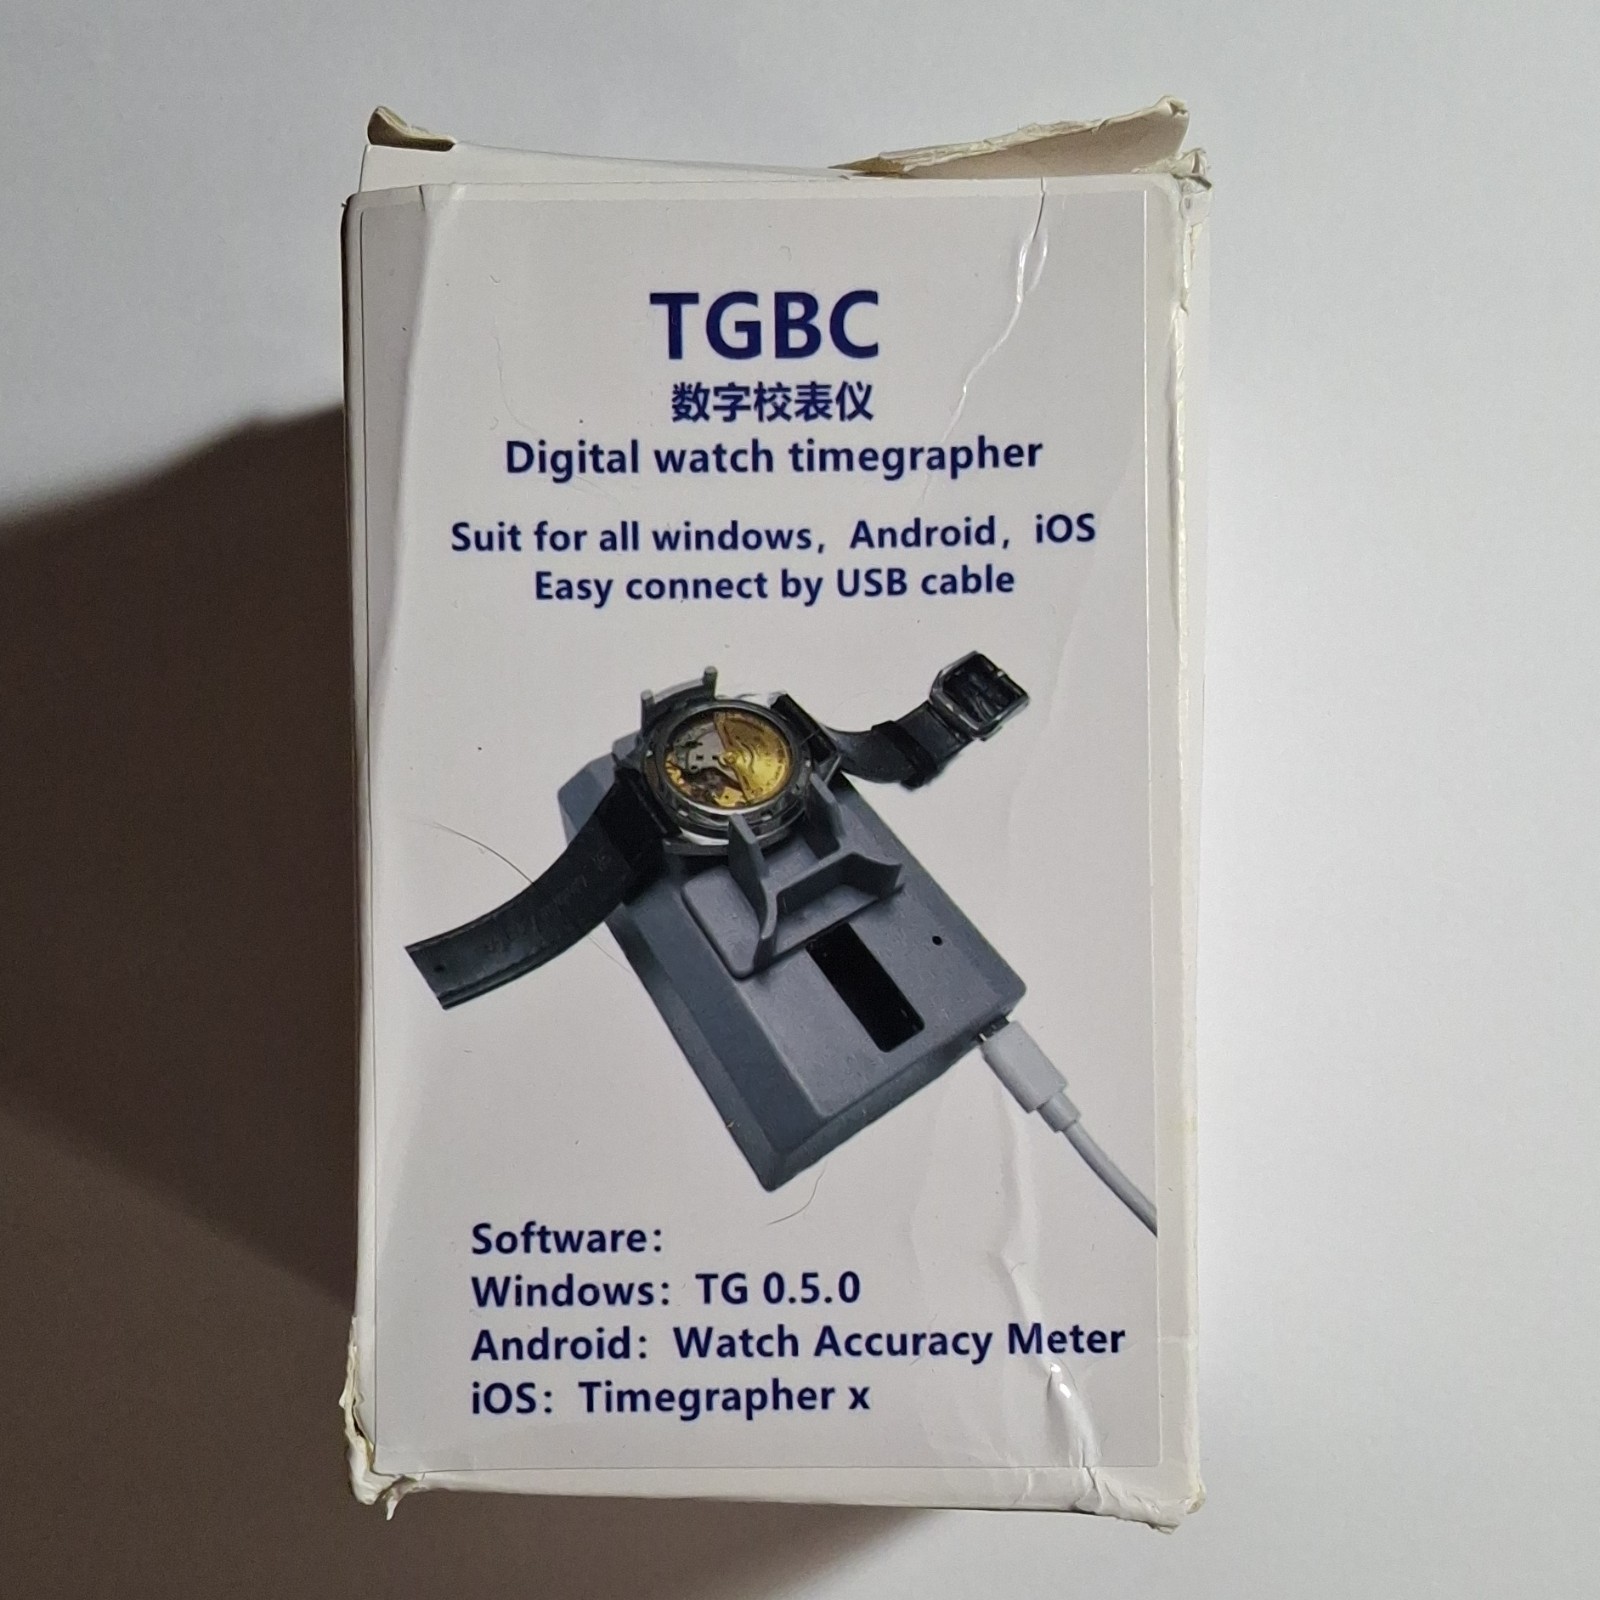 TGBC
数字校表仪
Digital watch timegrapher
Suit for all windows, Android, iOS
Easy connect by USB cable
Software:
Windows: TG 0.5.0
Android: Watch Accuracy Meter
iOS: Timegrapher x